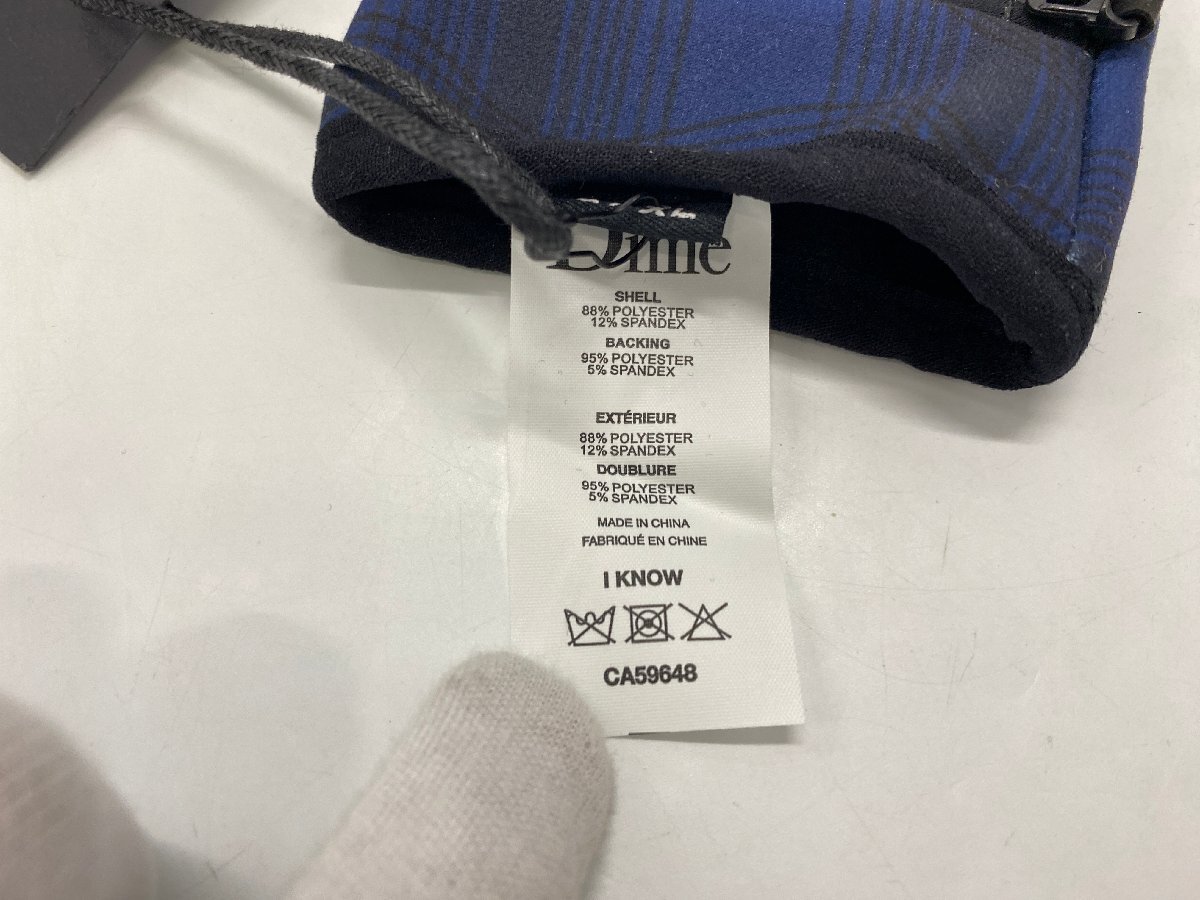 Dime
SHELL
88% POLYESTER
12% SPANDEX
BACKING
95% POLYESTER
5% SPANDEX
EXTÉRIEUR
88% POLYESTER
12% SPANDEX
DOUBLURE
95% POLYESTER
5% SPANDEX
MADE IN CHINA
FABRIQUÉ EN CHINE
I KNOW
CA59648